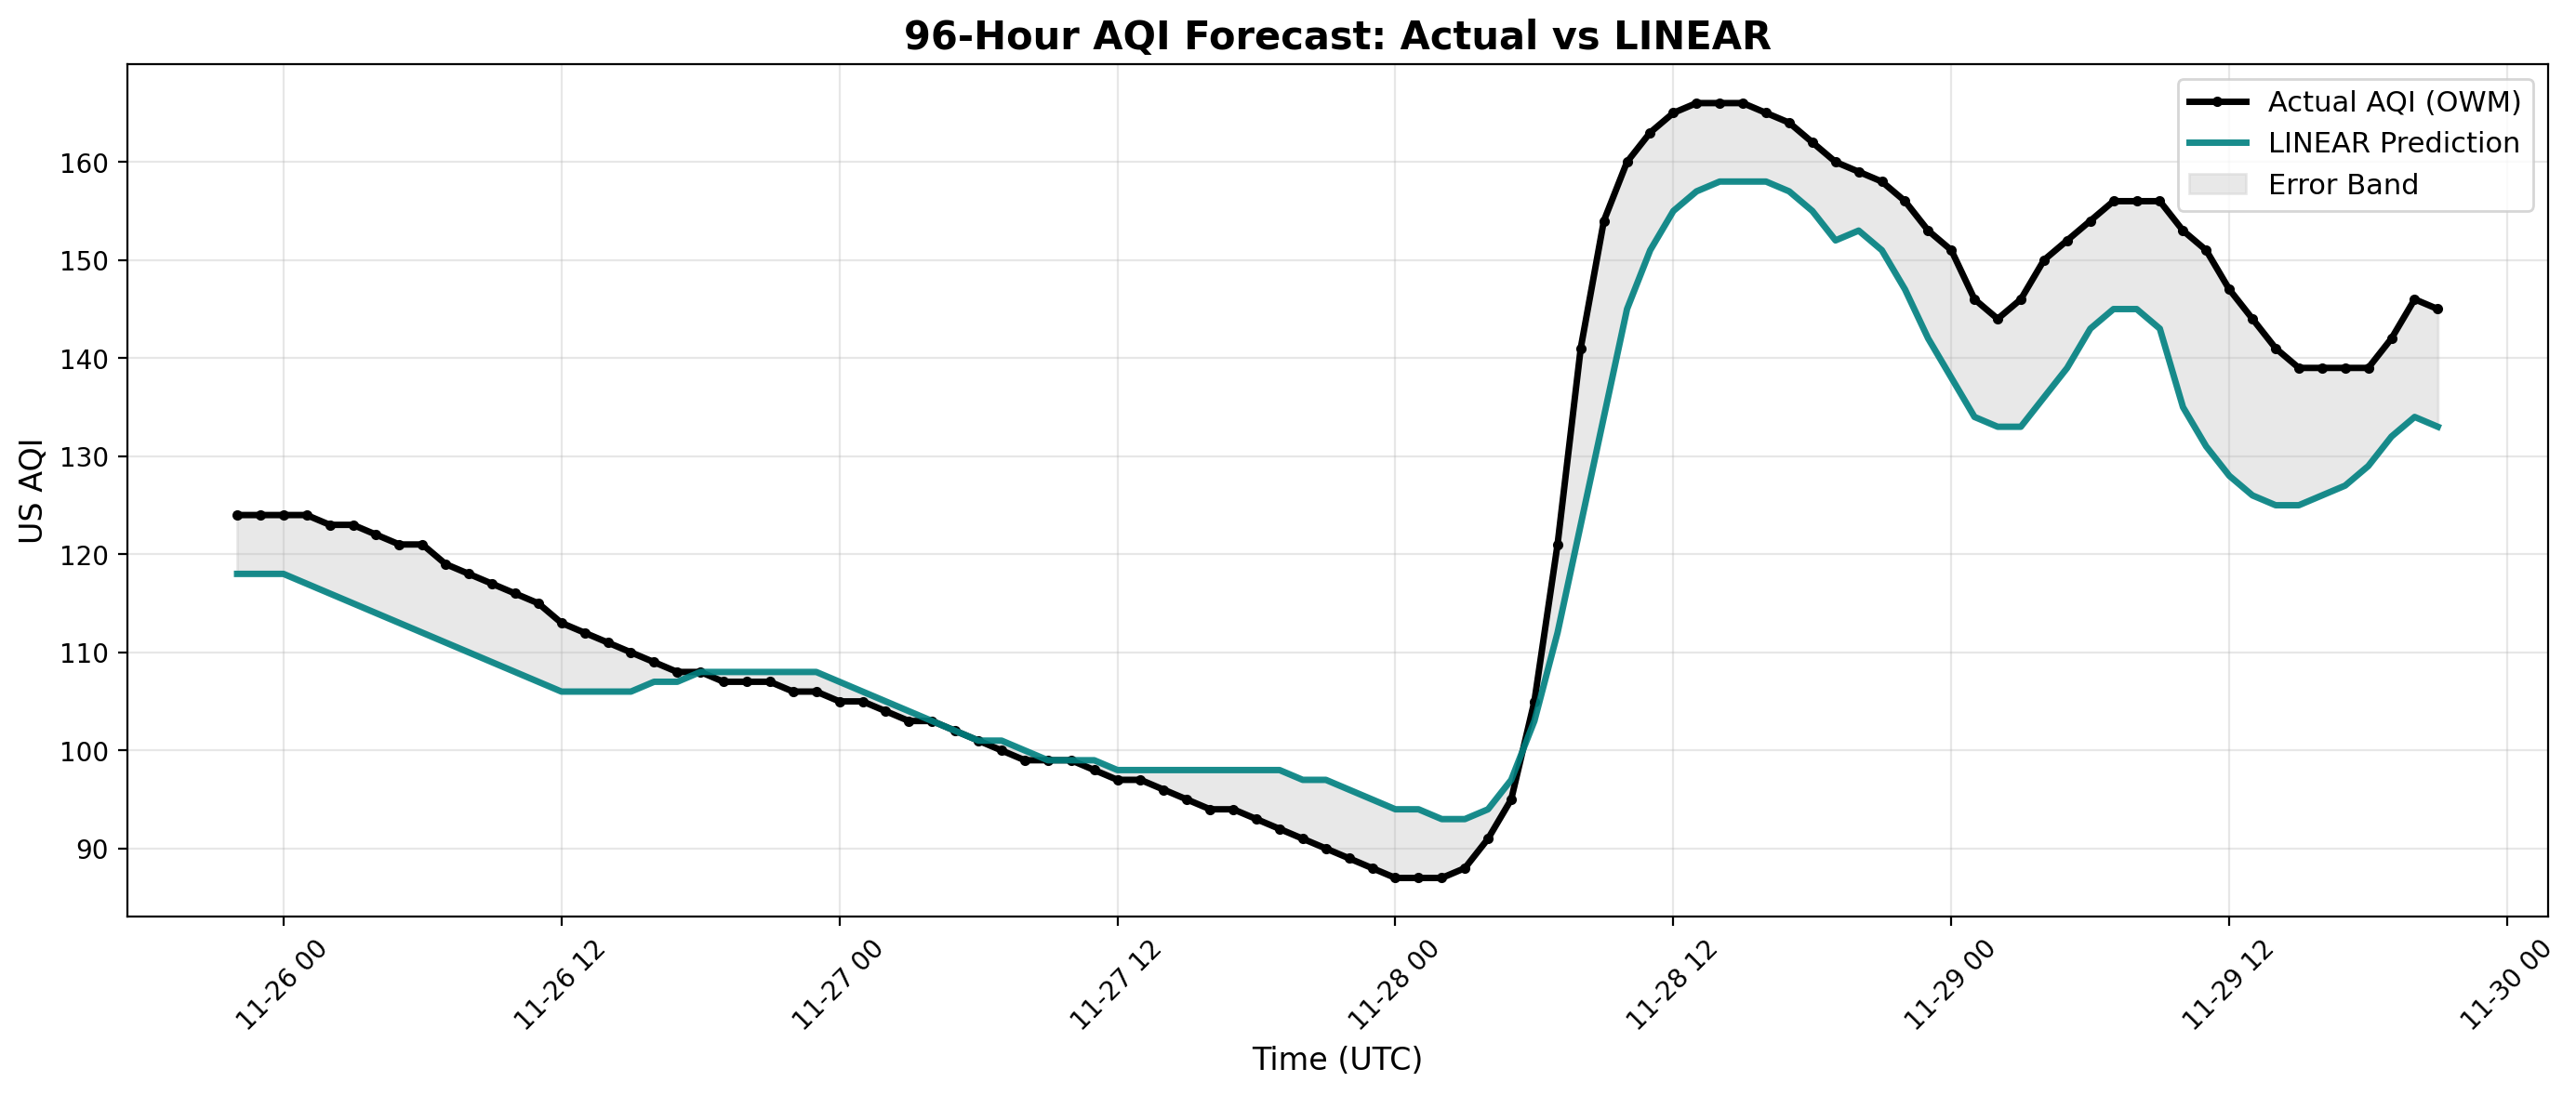 96-Hour AQI Forecast: Actual vs LINEAR
Actual AQI (OWM)
LINEAR Prediction
Error Band
US AQI
160
150
140
130
120
110
100
90
11-26 00
11-26 12
11-27 00
11-27 12
11-28 00
11-28 12
11-29 00
11-29 12
11-30 00
Time (UTC)